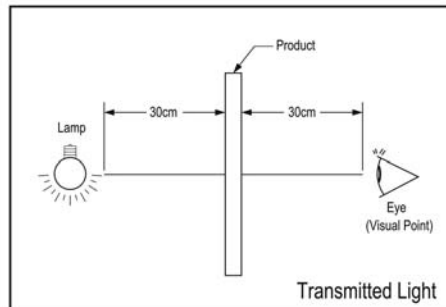 Product
30cm
30cm
Lamp
Eye
(Visual Point)
Transmitted Light